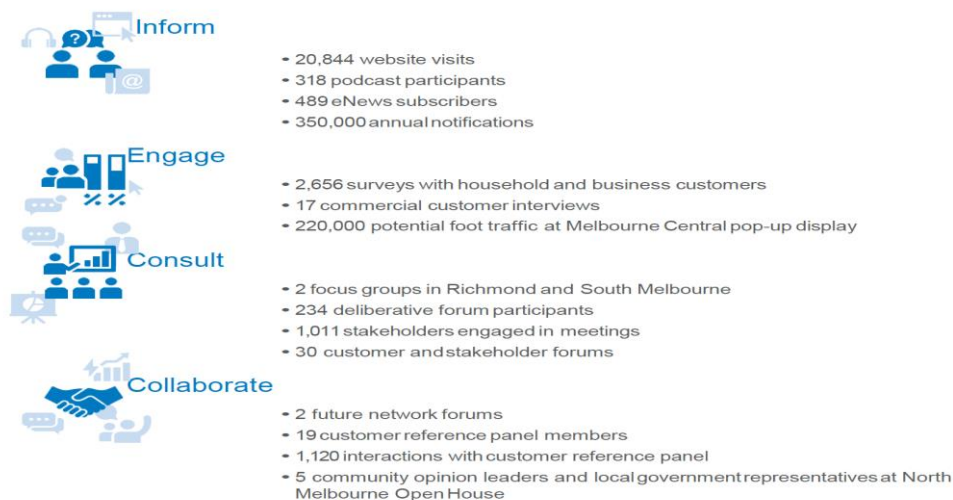 Inform
• 20,844 website visits
• 318 podcast participants
• 489 eNews subscribers
• 350,000 annual notifications
Engage
• 2,656 surveys with household and business customers
• 17 commercial customer interviews
• 220,000 potential foot traffic at Melbourne Central pop-up display
Consult
• 2 focus groups in Richmond and South Melbourne
• 234 deliberative forum participants
• 1,011 stakeholders engaged in meetings
• 30 customer and stakeholder forums
Collaborate
• 2 future network forums
• 19 customer reference panel members
• 1,120 interactions with customer reference panel
• 5 community opinion leaders and local government representatives at North
Melbourne Open House